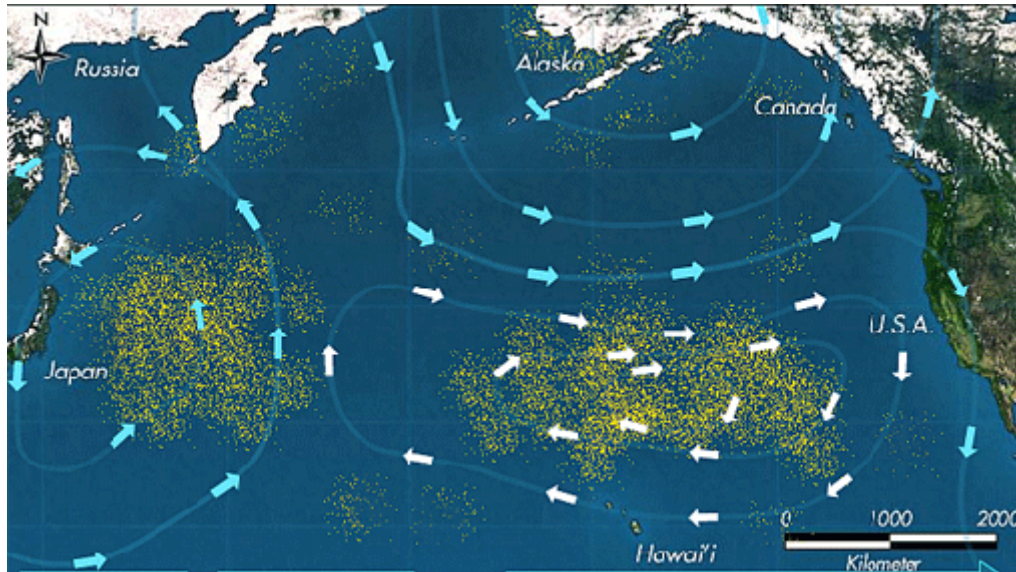 Russia
Alaska
Canada
U.S.A.
Japan
0 1000 2000
Hawai'i
Kilometer